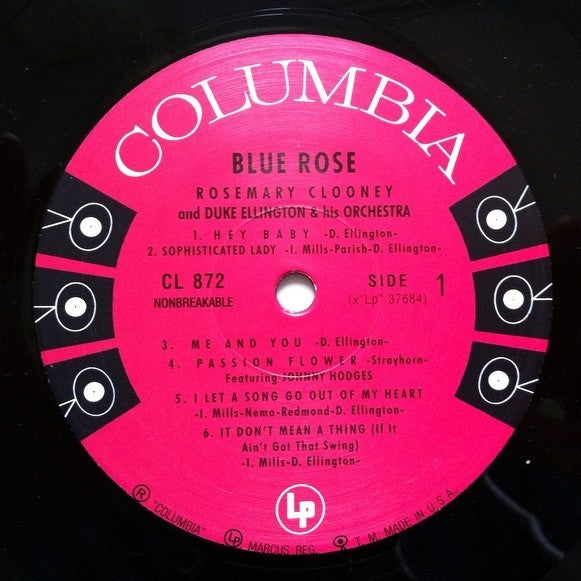 COLUMBIA
BLUE ROSE
ROSEMARY CLOONEY
and DUKE ELLINGTON & his ORCHESTRA
1. HEY BABY -D. Ellington-
2. SOPHISTICATED LADY -I. Mills-Parish-D. Ellington-
CL 872
NONBREAKABLE
SIDE 1
(x"Lp" 37684)
3. ME AND YOU -D. Ellington-
4. PASSION FLOWER -Strayhorn-
Featuring JOHNNY HODGES
5. I LET A SONG GO OUT OF MY HEART
-I. Mills-Nemo-Redmond-D. Ellington-
6. IT DON'T MEAN A THING (If It
Ain't Got That Swing)
-I. Mills-D. Ellington-
Lp
® "COLUMBIA" Lp MARCUS REG. T. M. MADE IN U.S.A.